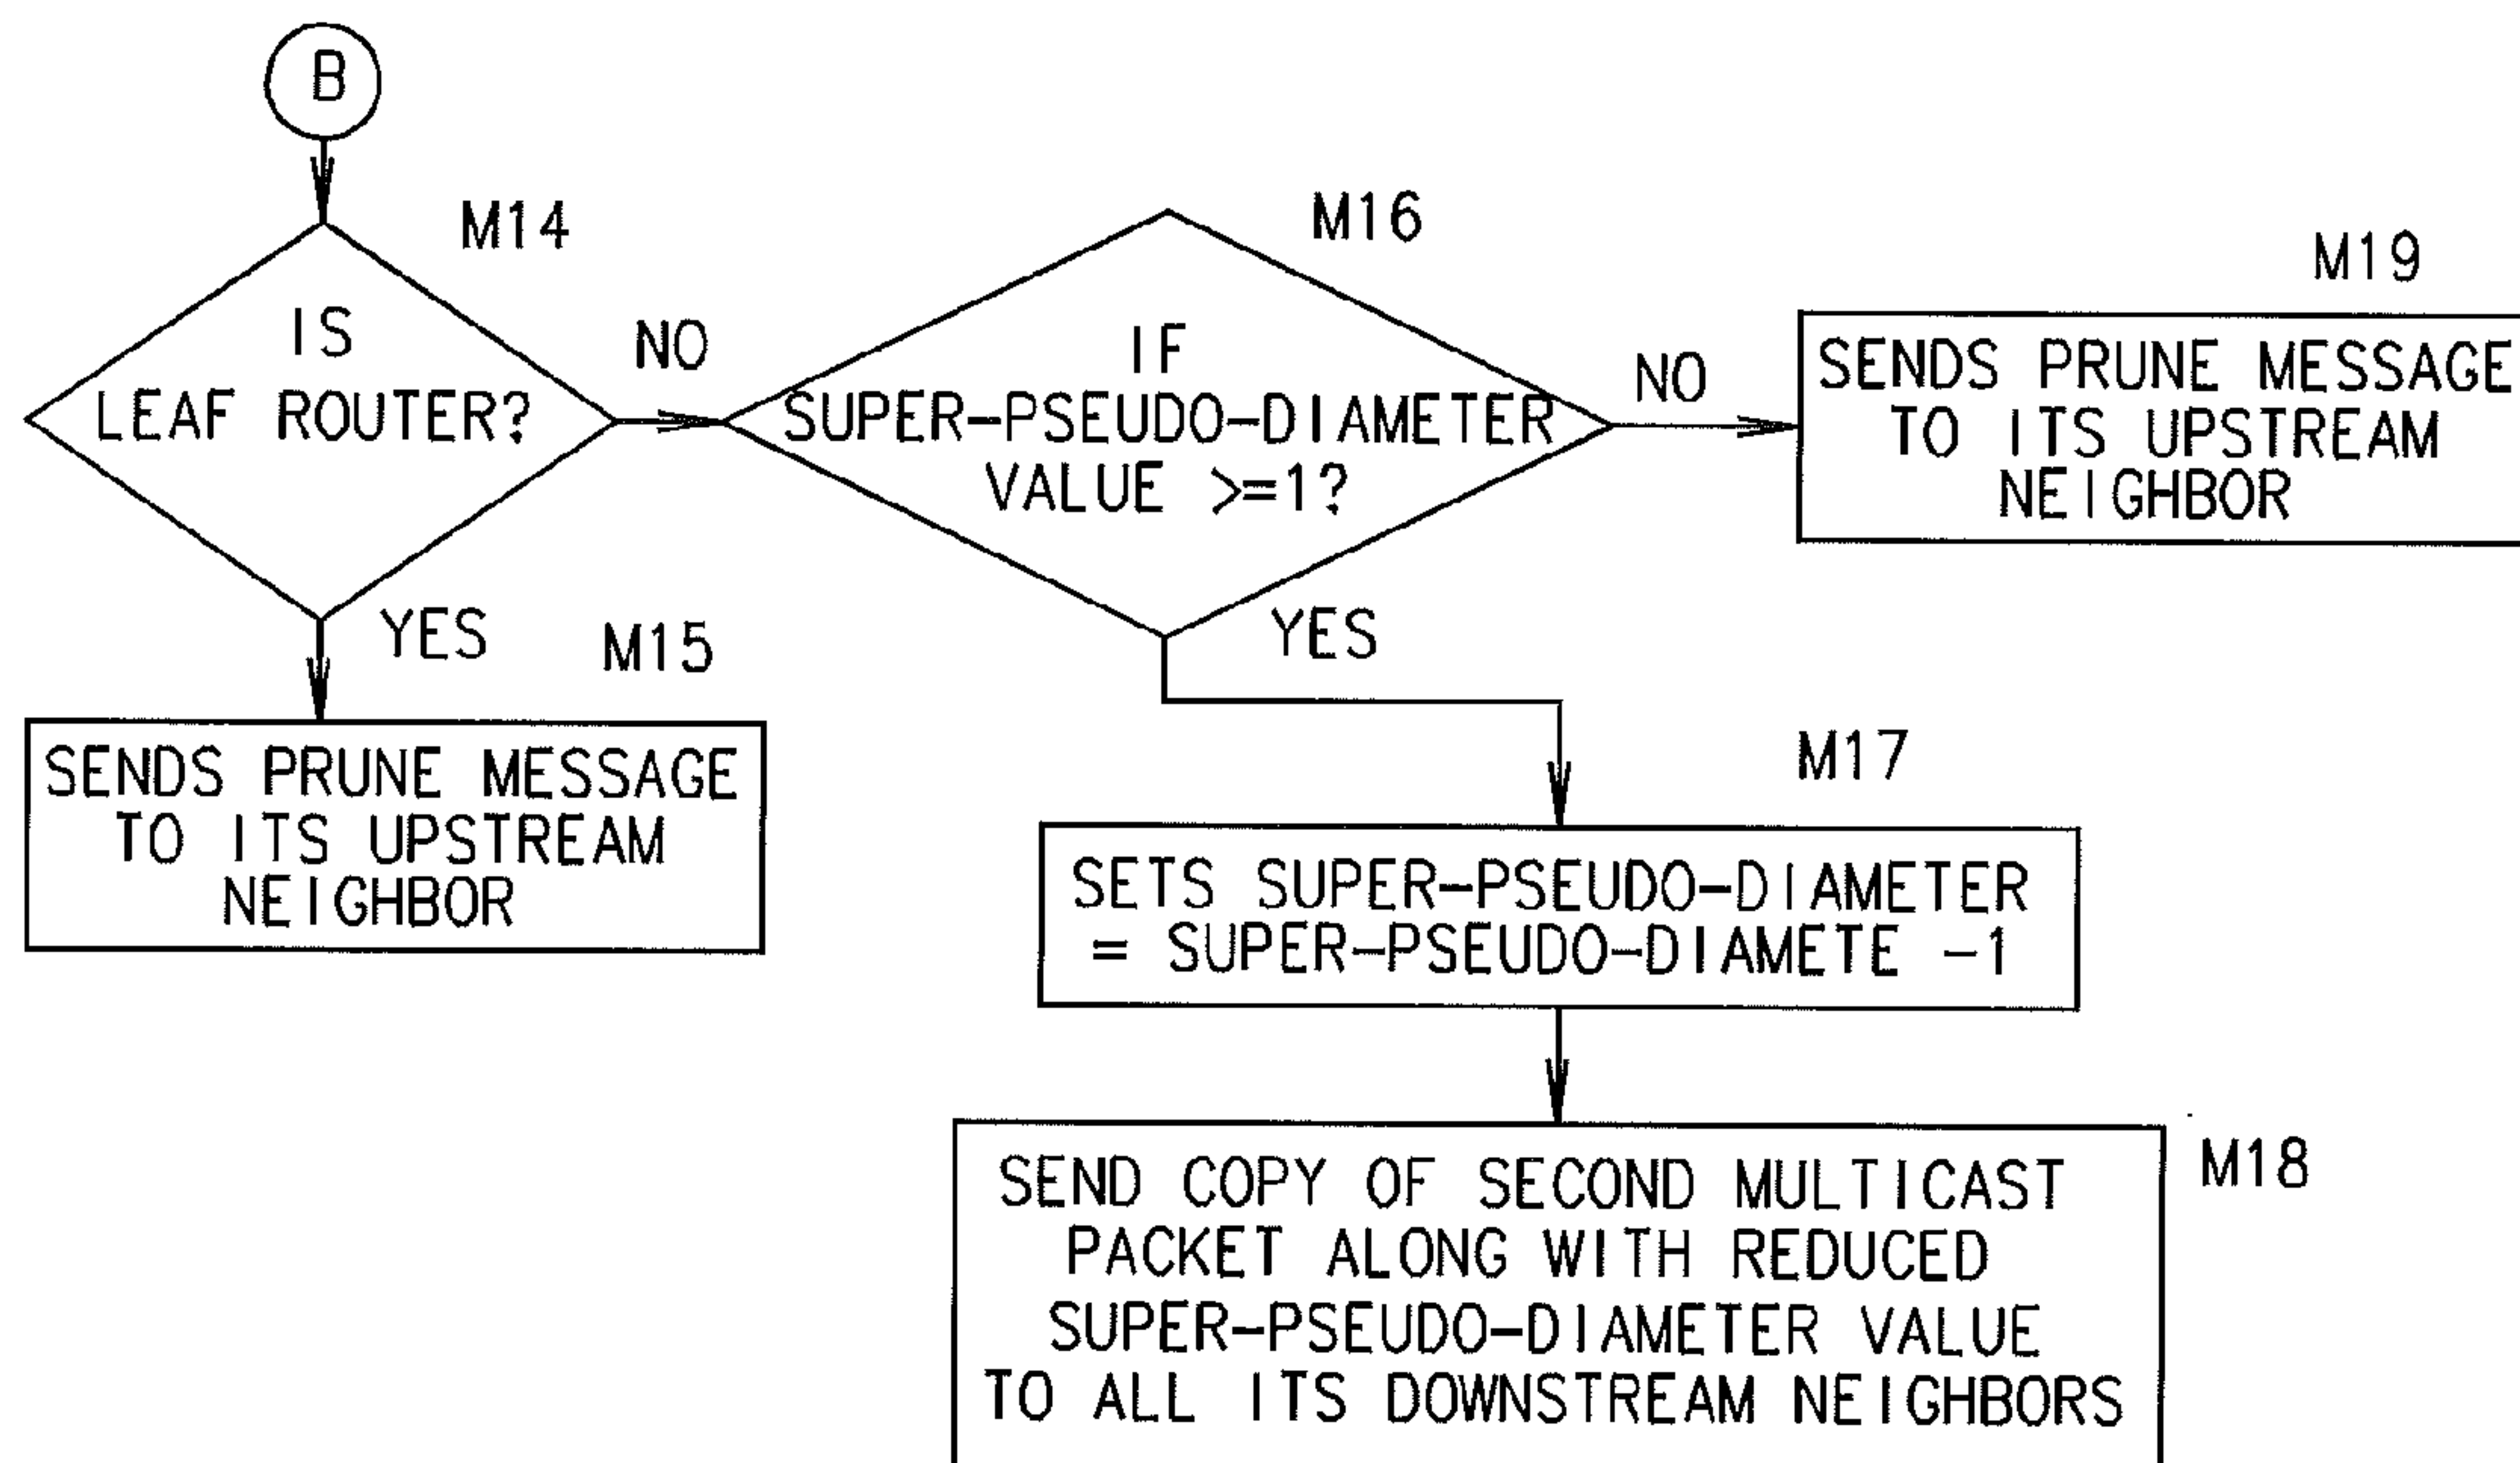 B
M14
IS
LEAF ROUTER?
NO
YES
M15
SENDS PRUNE MESSAGE
TO ITS UPSTREAM
NEIGHBOR
M16
IF
SUPER-PSEUDO-DIAMETER
VALUE >=1?
NO
YES
M19
SENDS PRUNE MESSAGE
TO ITS UPSTREAM
NEIGHBOR
M17
SETS SUPER-PSEUDO-DIAMETER
= SUPER-PSEUDO-DIAMETE -1
M18
SEND COPY OF SECOND MULTICAST
PACKET ALONG WITH REDUCED
SUPER-PSEUDO-DIAMETER VALUE
TO ALL ITS DOWNSTREAM NEIGHBORS